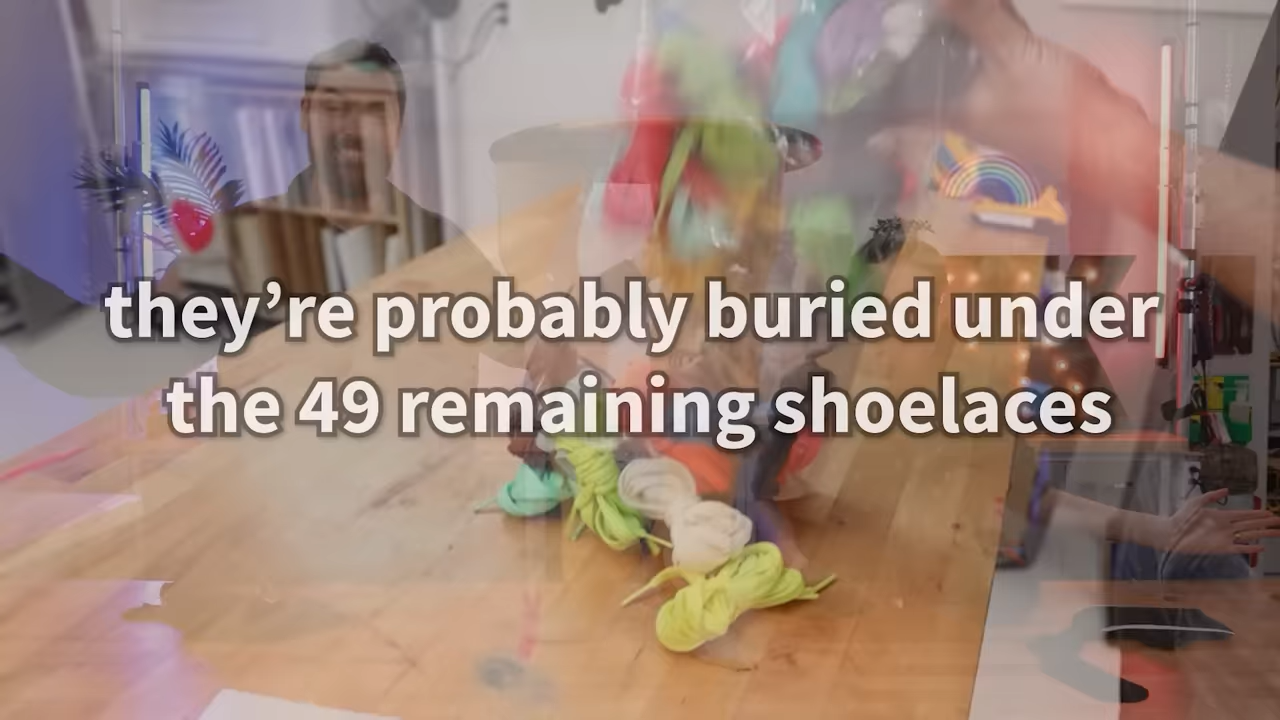 they’re probably buried under
the 49 remaining shoelaces